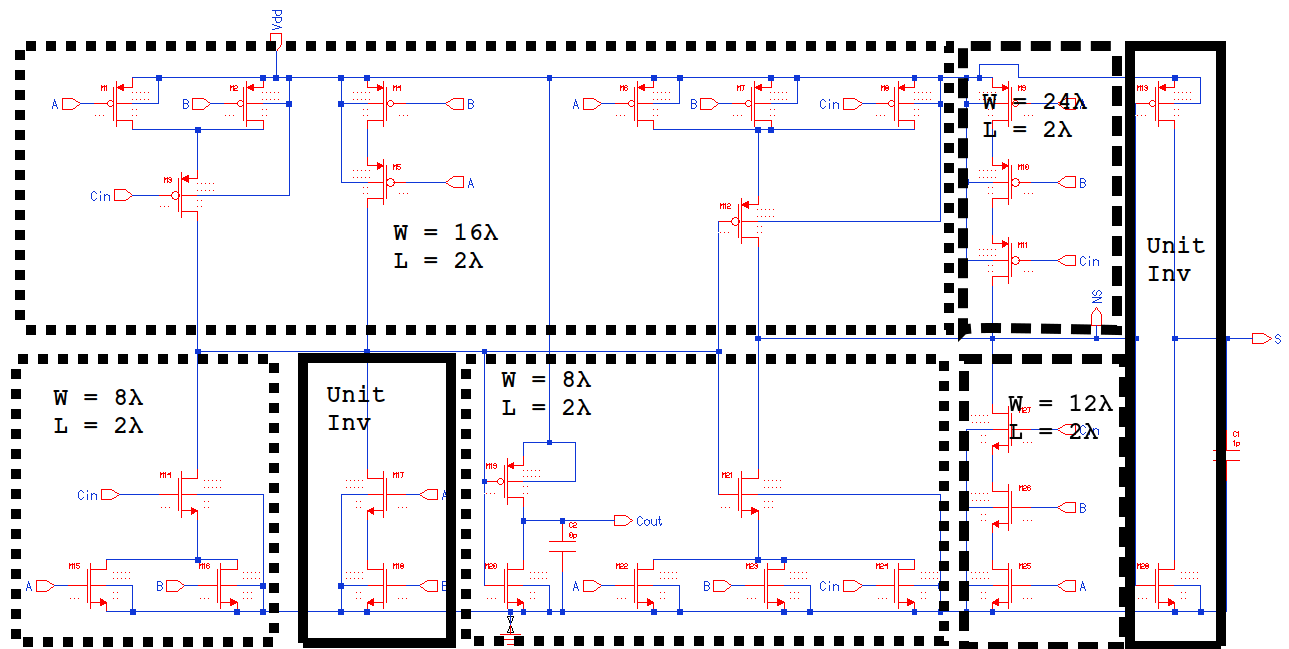 Vdd
M1
M2
M4
M6
M7
M8
M9
M13
A
B
B
A
B
Cin
W = 24λ
L = 2λ
M3
M5
M10
Cin
A
B
M12
W = 16λ
L = 2λ
M11
Cin
Unit
Inv
NS
S
W = 8λ
L = 2λ
Unit
Inv
W = 8λ
L = 2λ
W = 12λ
L = 2λ
M27
Cin
C1
1p
M14
M17
M19
M21
M26
Cin
A
B
C2
Cout
M15
M16
M18
M20
M22
M23
M24
M25
A
B
B
A
B
Cin
A